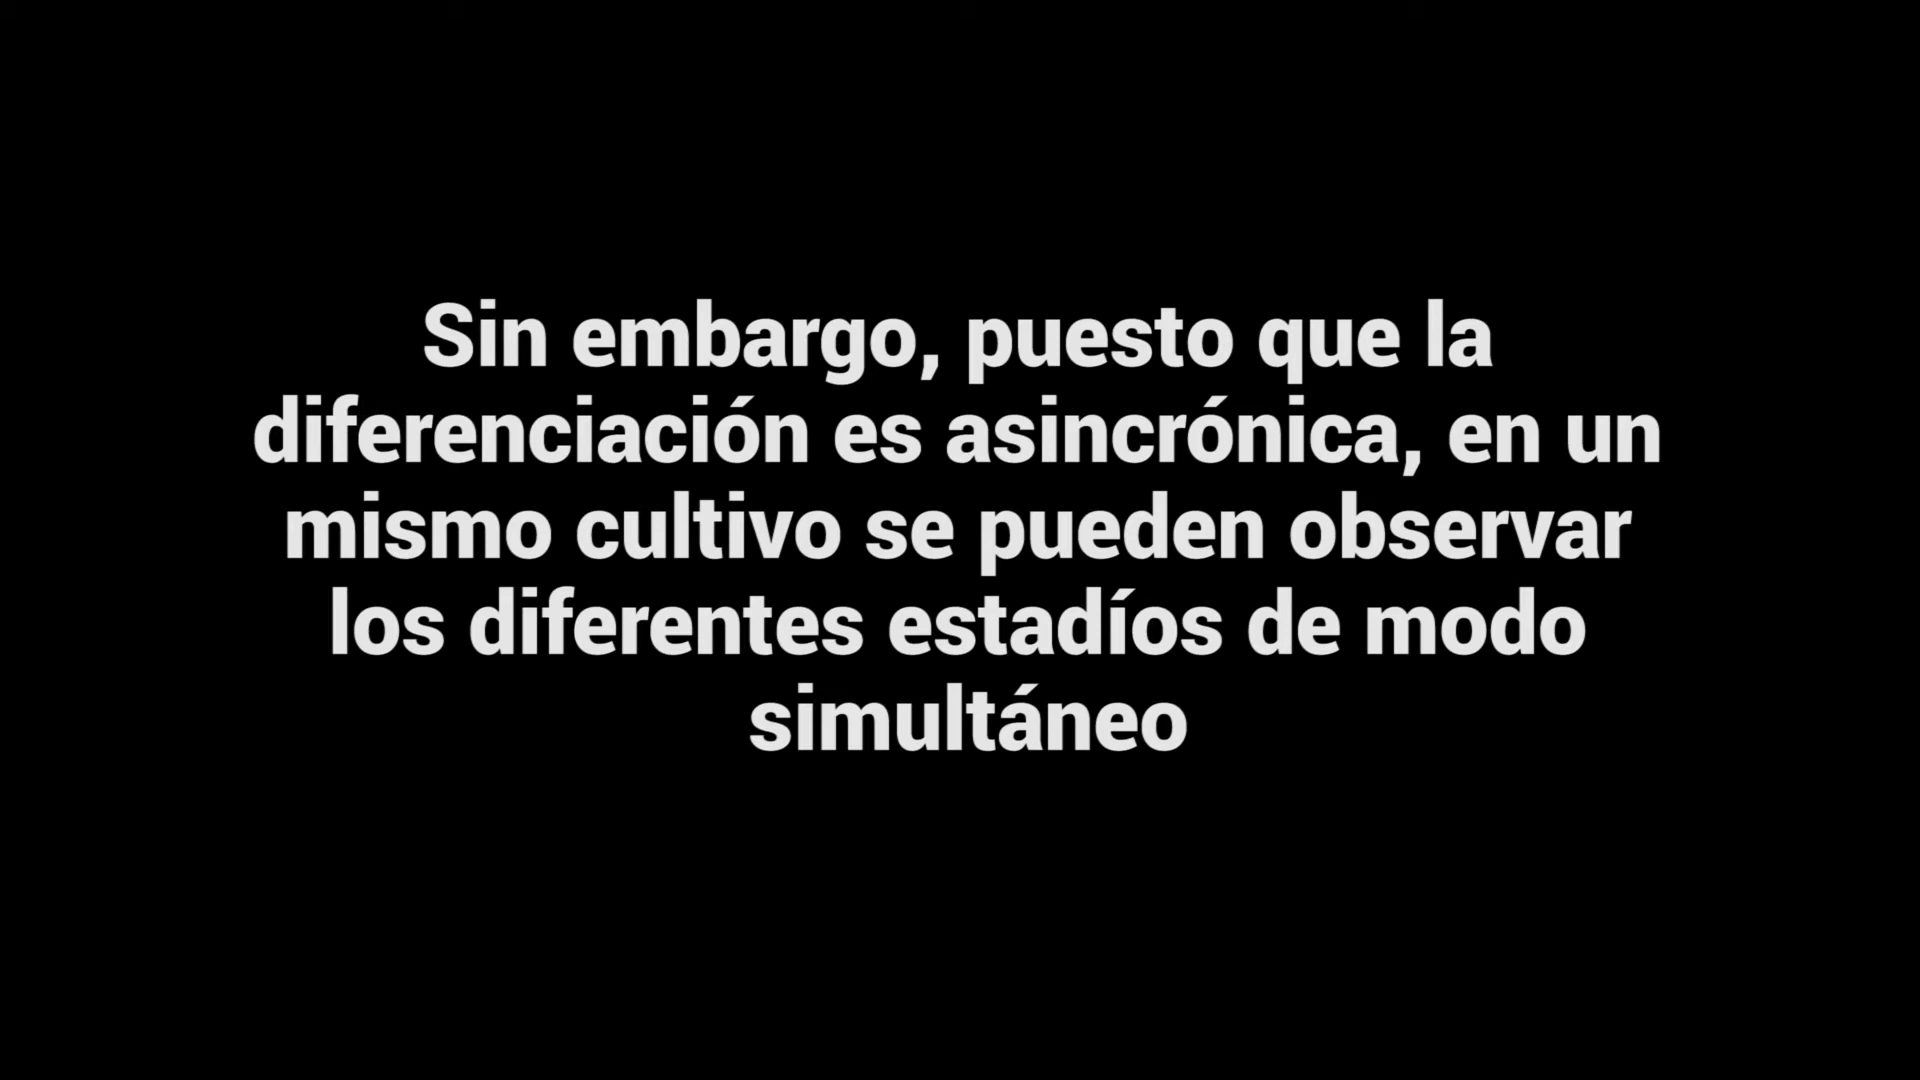 Sin embargo, puesto que la
diferenciación es asincrónica, en un
mismo cultivo se pueden observar
los diferentes estadíos de modo
simultáneo